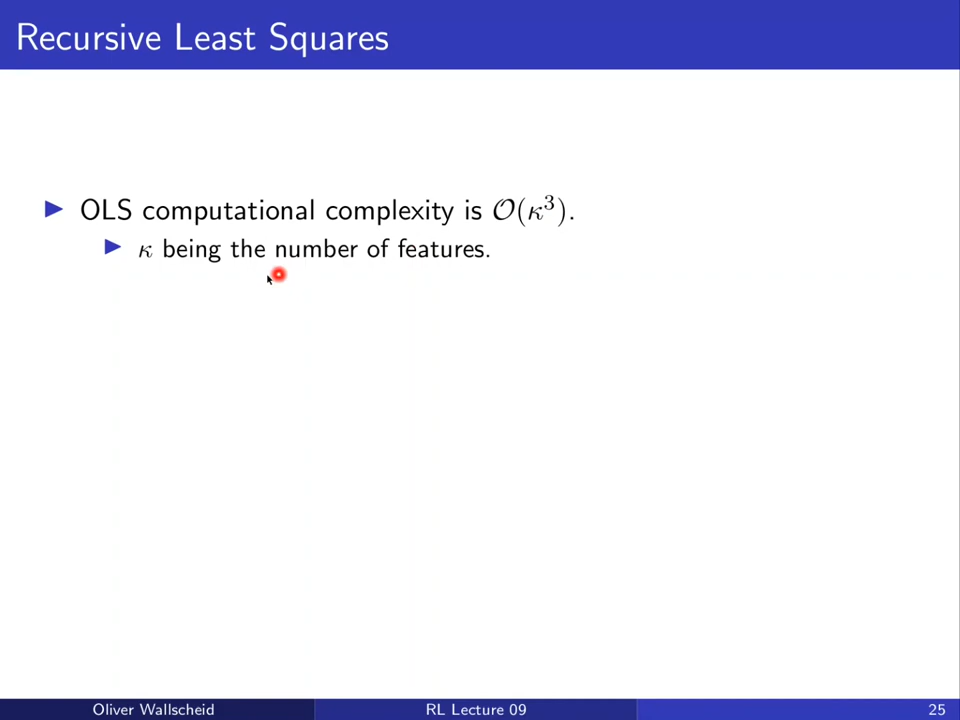 Recursive Least Squares
▶ OLS computational complexity is 𝒪(κ³).
▶ κ being the number of features.
Oliver Wallscheid
RL Lecture 09
25